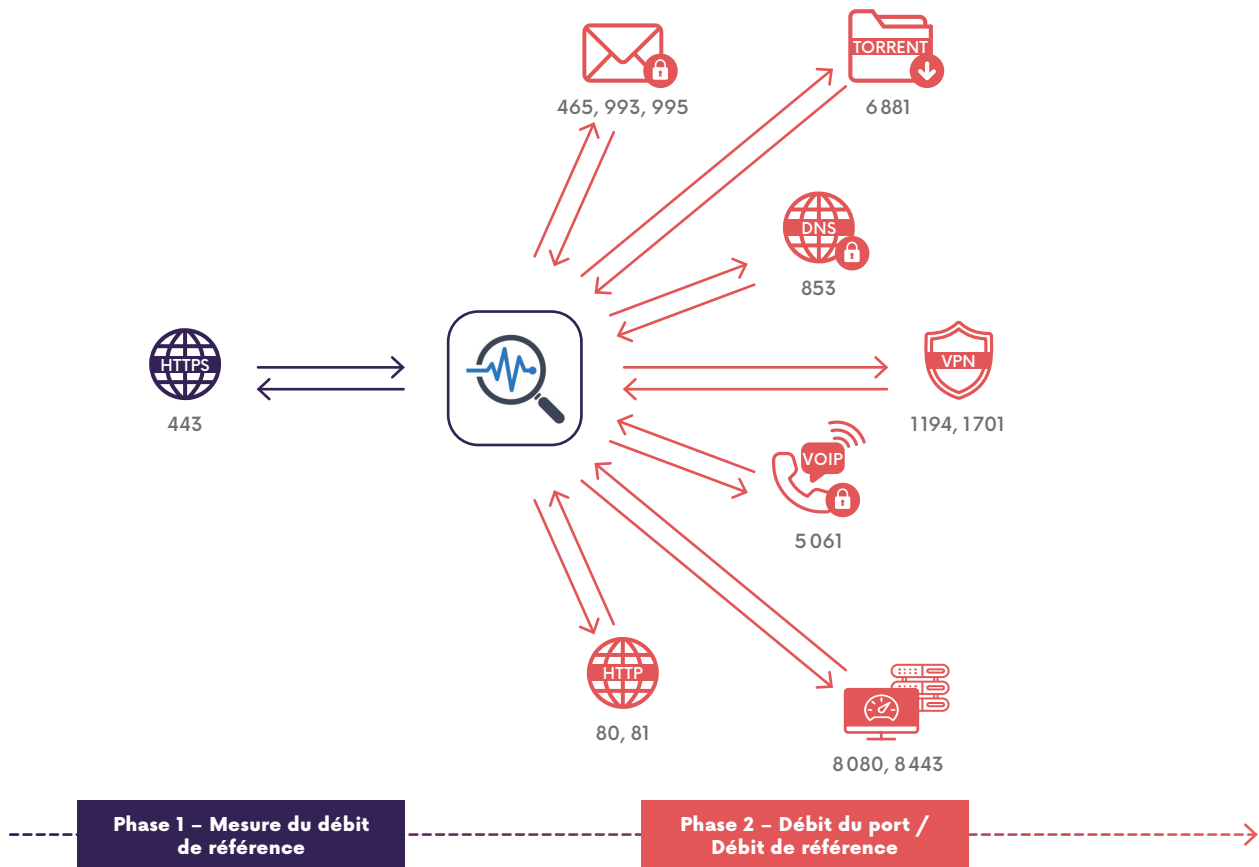 TORRENT
465, 993, 995
6 881
DNS
853
HTTPS
443
VPN
1194, 1701
VOIP
5 061
HTTP
80, 81
8 080, 8 443
Phase 1 – Mesure du débit
de référence
Phase 2 – Débit du port /
Débit de référence